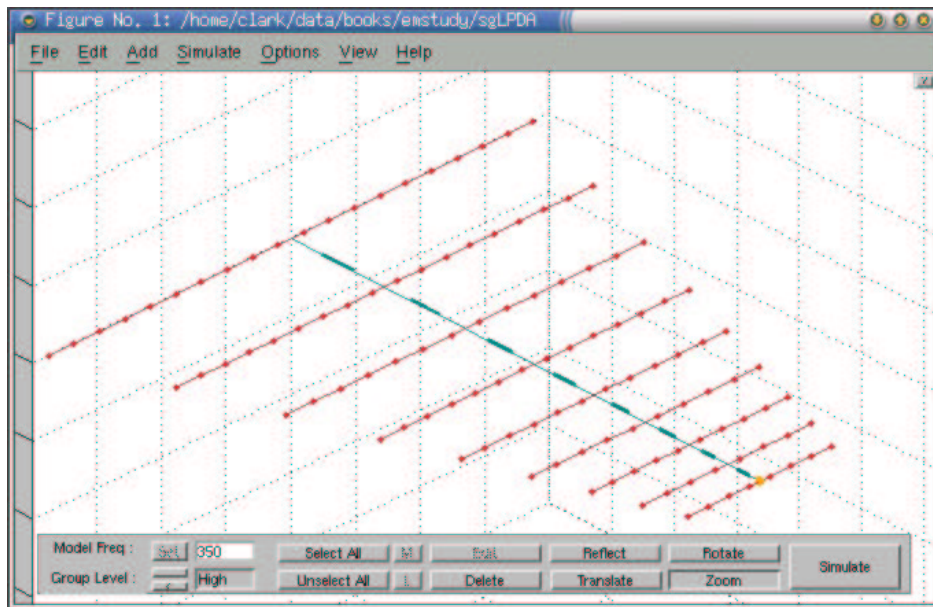 Figure No. 1: /home/clark/data/books/emstudy/sgLPDA
File Edit Add Simulate Options View Help
Model Freq : Set 350 Select All M Reflect Rotate
Simulate
Group Level : High Unselect All L Delete Translate Zoom